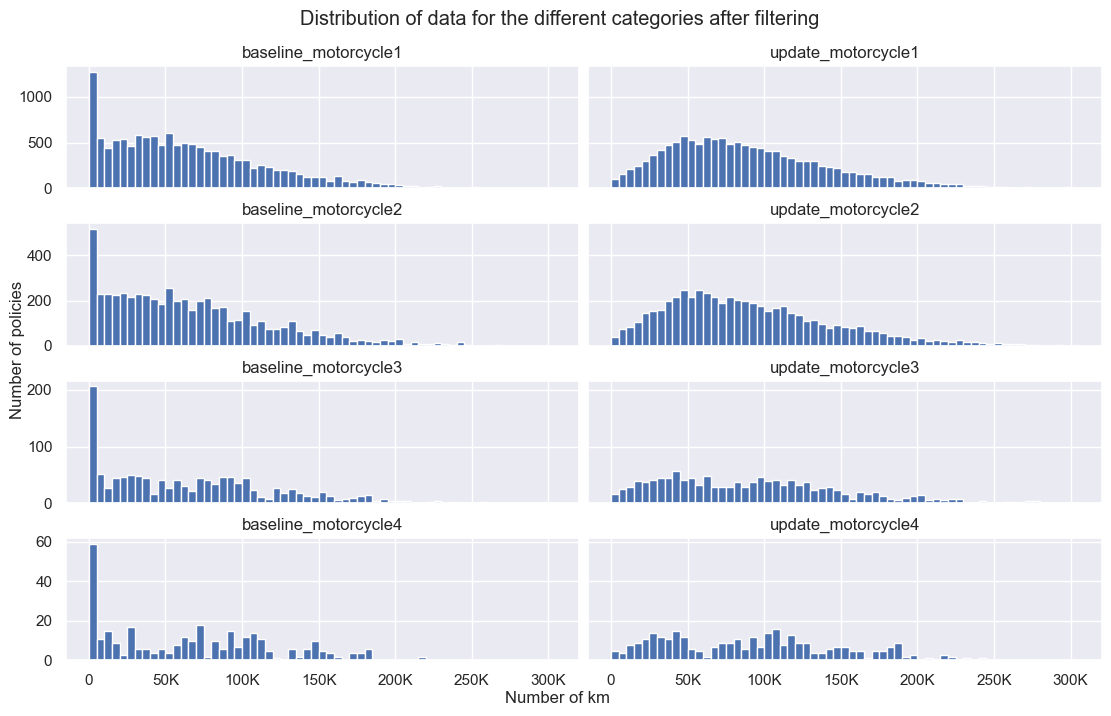 Distribution of data for the different categories after filtering
baseline_motorcycle1
update_motorcycle1
1000
500
0
baseline_motorcycle2
update_motorcycle2
400
200
0
Number of policies
baseline_motorcycle3
update_motorcycle3
200
100
0
baseline_motorcycle4
update_motorcycle4
60
40
20
0
0 50K 100K 150K 200K 250K 300K
0 50K 100K 150K 200K 250K 300K
Number of km